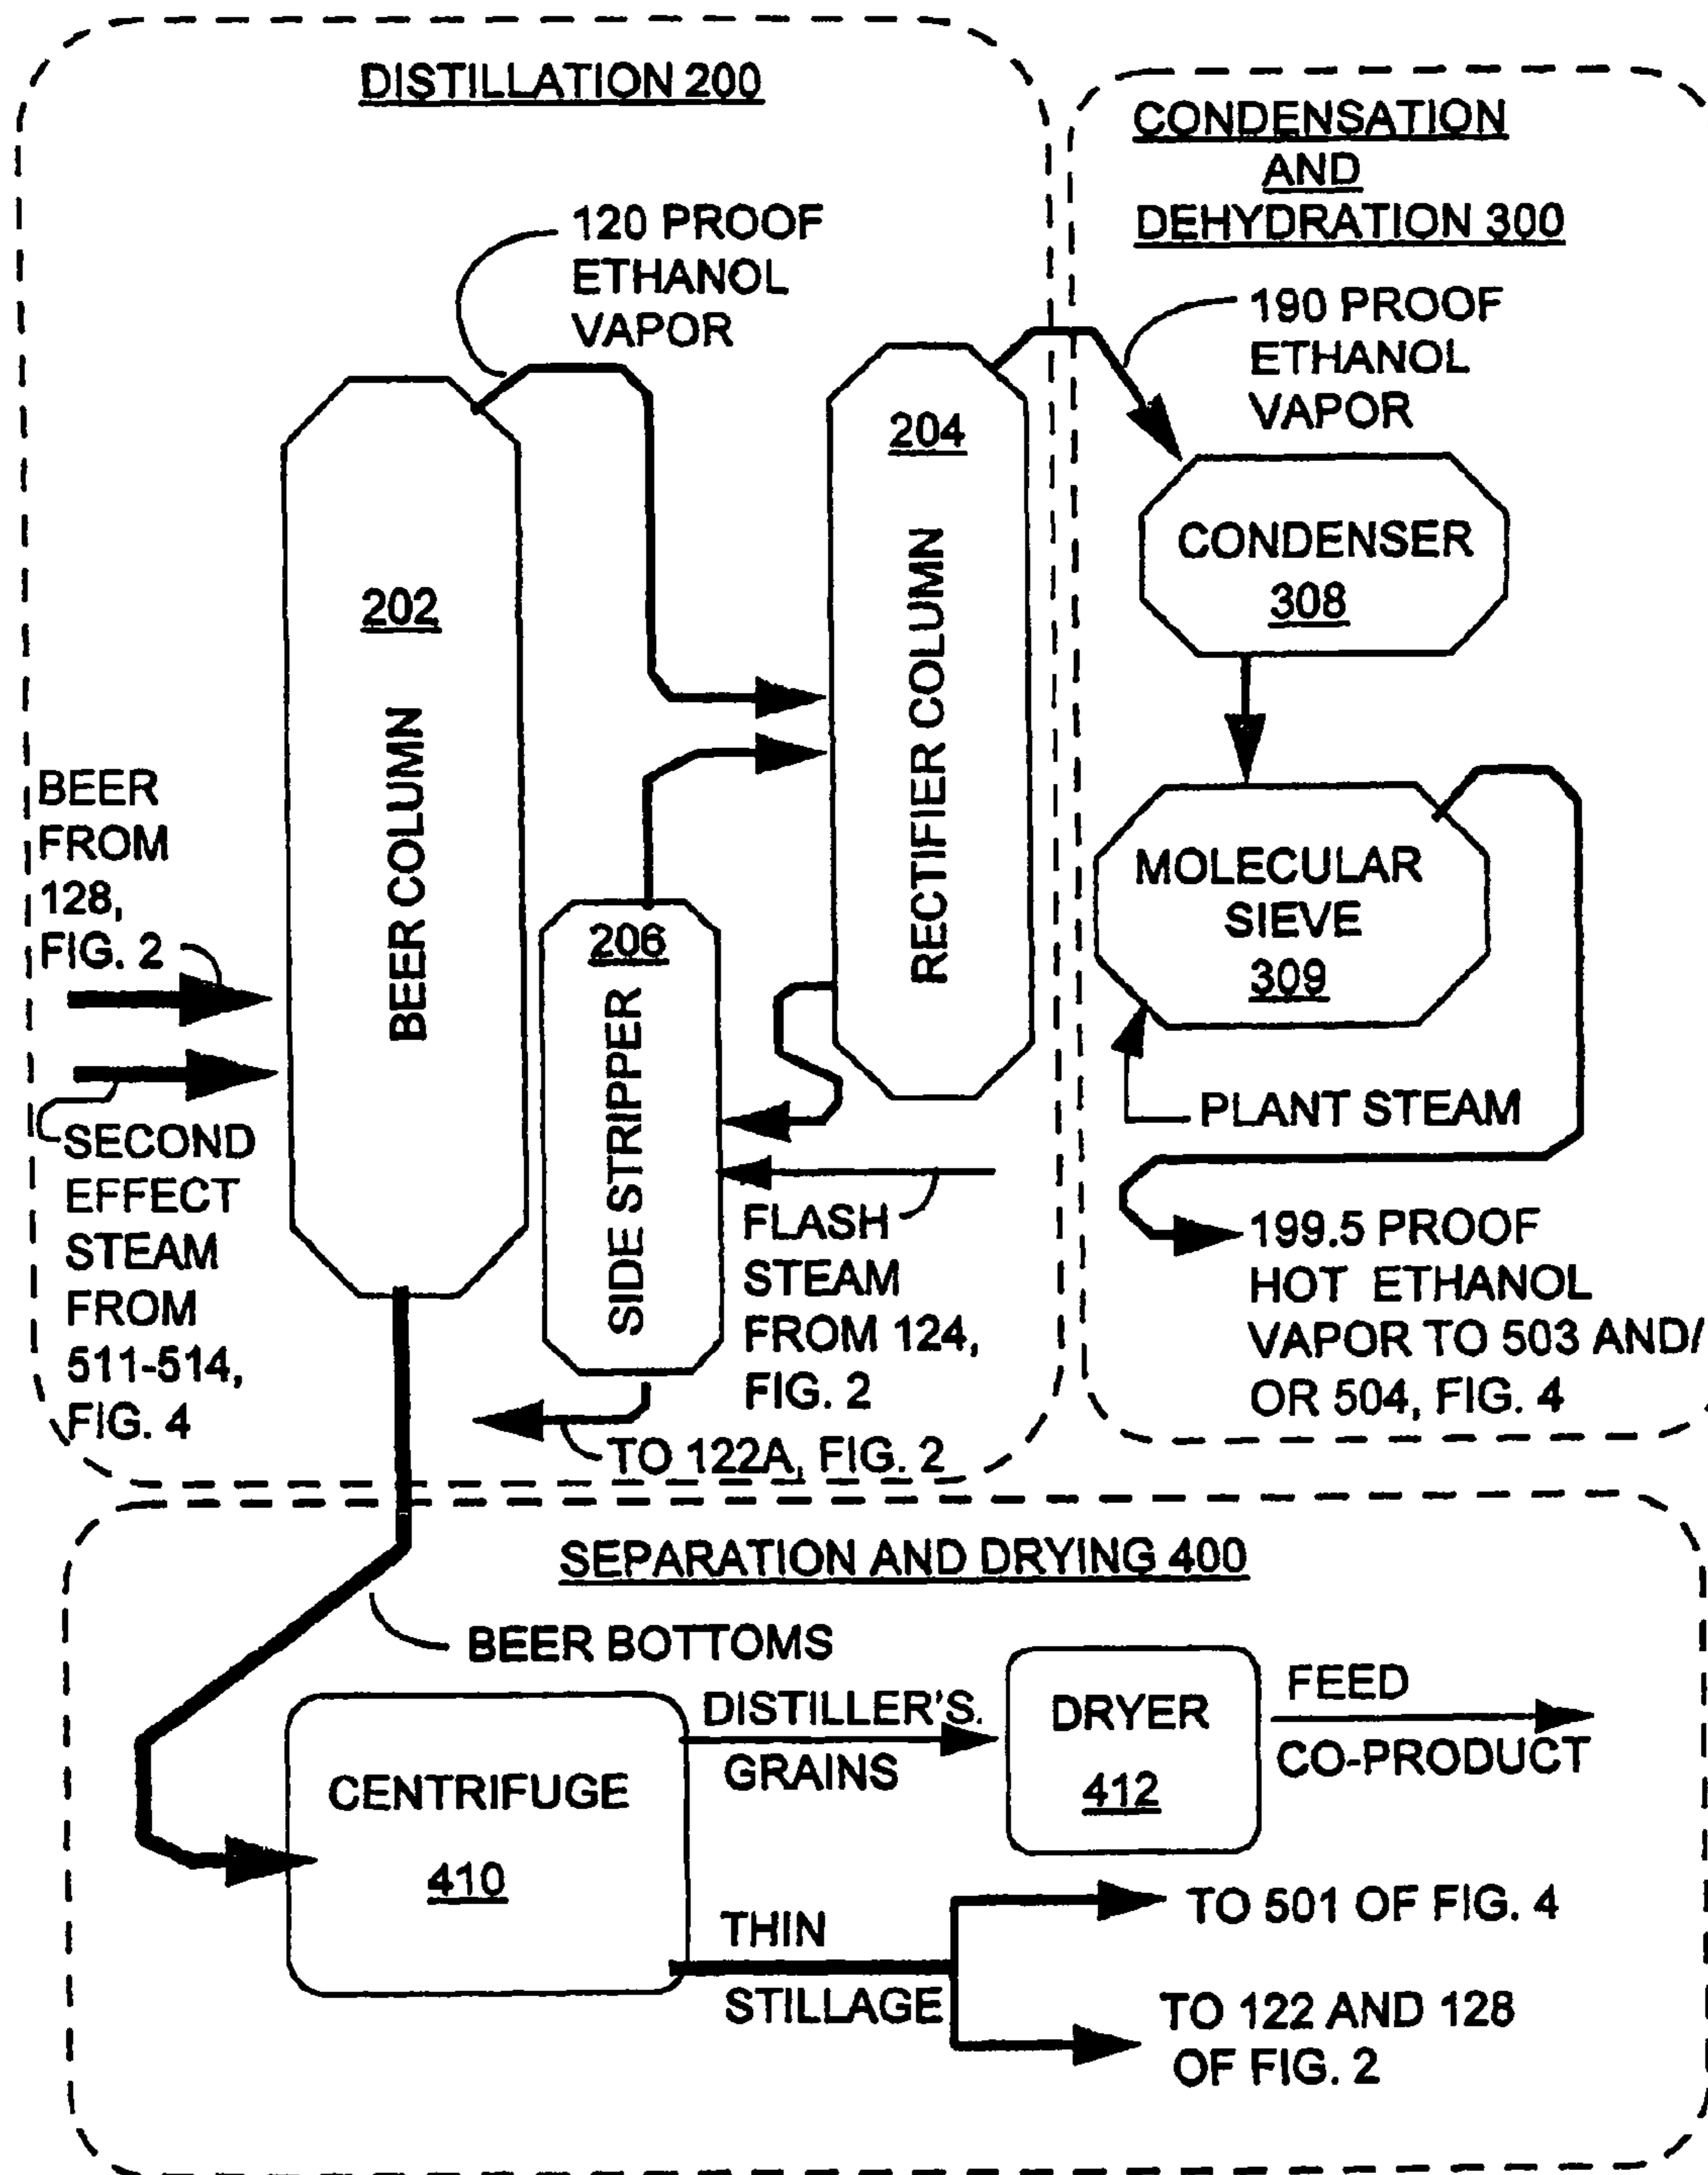 DISTILLATION 200
120 PROOF
ETHANOL
VAPOR
202
BEER COLUMN
204
RECTIFIER COLUMN
206
SIDE STRIPPER
BEER
FROM
128,
FIG. 2
SECOND
EFFECT
STEAM
FROM
511-514,
FIG. 4
FLASH
STEAM
FROM 124,
FIG. 2
TO 122A, FIG. 2
CONDENSATION
AND
DEHYDRATION 300
190 PROOF
ETHANOL
VAPOR
CONDENSER
308
MOLECULAR
SIEVE
309
PLANT STEAM
199.5 PROOF
HOT ETHANOL
VAPOR TO 503 AND/
OR 504, FIG. 4
SEPARATION AND DRYING 400
BEER BOTTOMS
CENTRIFUGE
410
DISTILLER'S.
GRAINS
DRYER
412
FEED
CO-PRODUCT
THIN
STILLAGE
TO 501 OF FIG. 4
TO 122 AND 128
OF FIG. 2